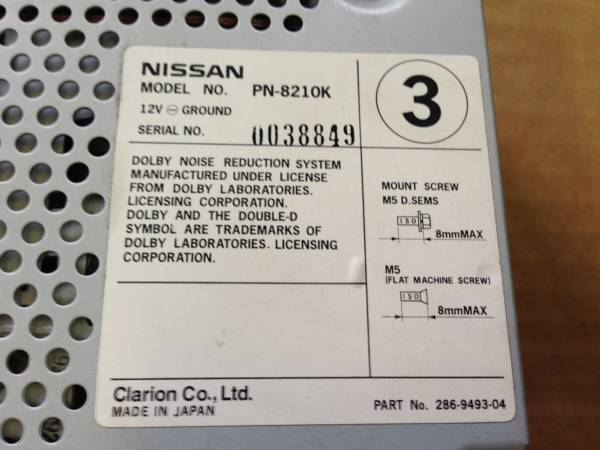 NISSAN
MODEL NO. PN-8210K
12V ⊖ GROUND
SERIAL NO. 0038849
3
DOLBY NOISE REDUCTION SYSTEM
MANUFACTURED UNDER LICENSE
FROM DOLBY LABORATORIES.
LICENSING CORPORATION.
DOLBY AND THE DOUBLE-D
SYMBOL ARE TRADEMARKS OF
DOLBY LABORATORIES. LICENSING
CORPORATION.
MOUNT SCREW
M5 D.SEMS
ISO
8mmMAX
M5
(FLAT MACHINE SCREW)
ISO
8mmMAX
Clarion Co., Ltd.
MADE IN JAPAN
PART No. 286-9493-04